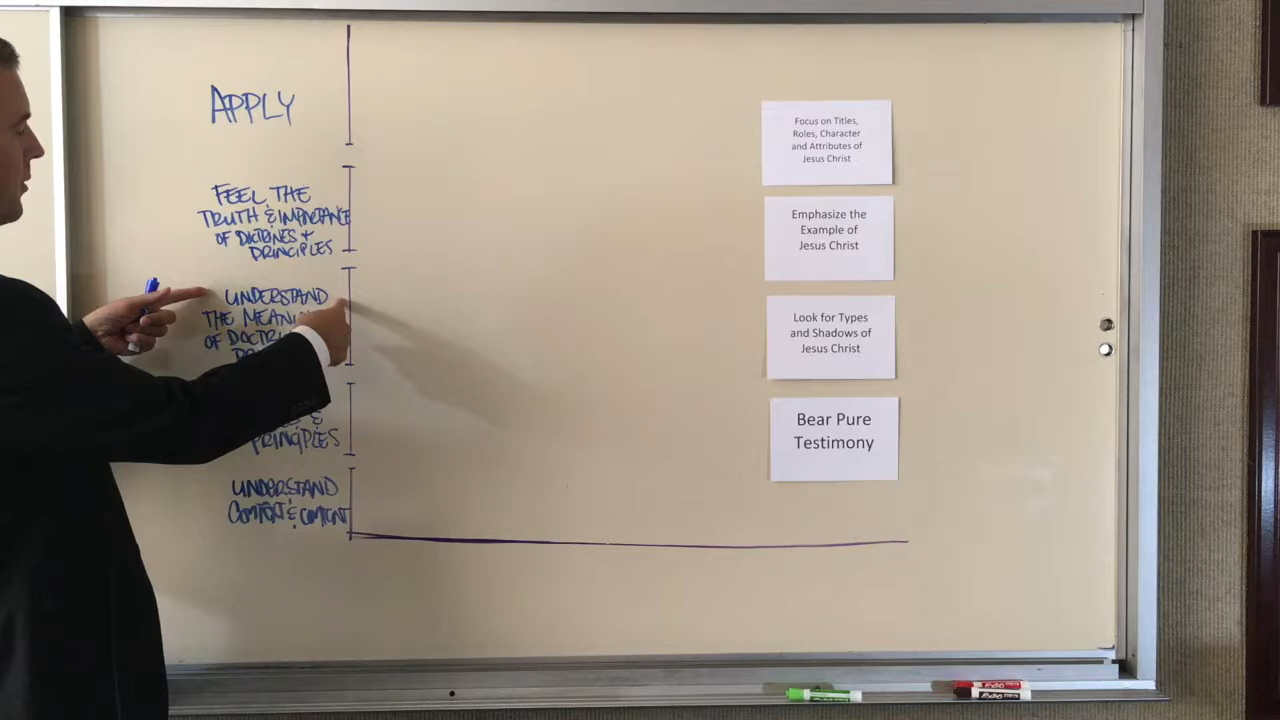 APPLY
FEEL THE
TRUTH & IMPORTANCE
OF DOCTRINES +
PRINCIPLES
UNDERSTAND
THE
OF
&
PRINCIPLES
UNDERSTAND
CONTEXT & CONTENT
Focus on Titles,
Roles, Character
and Attributes of
Jesus Christ
Emphasize the
Example of
Jesus Christ
Look for Types
and Shadows of
Jesus Christ
Bear Pure
Testimony
EXPO
EXPO